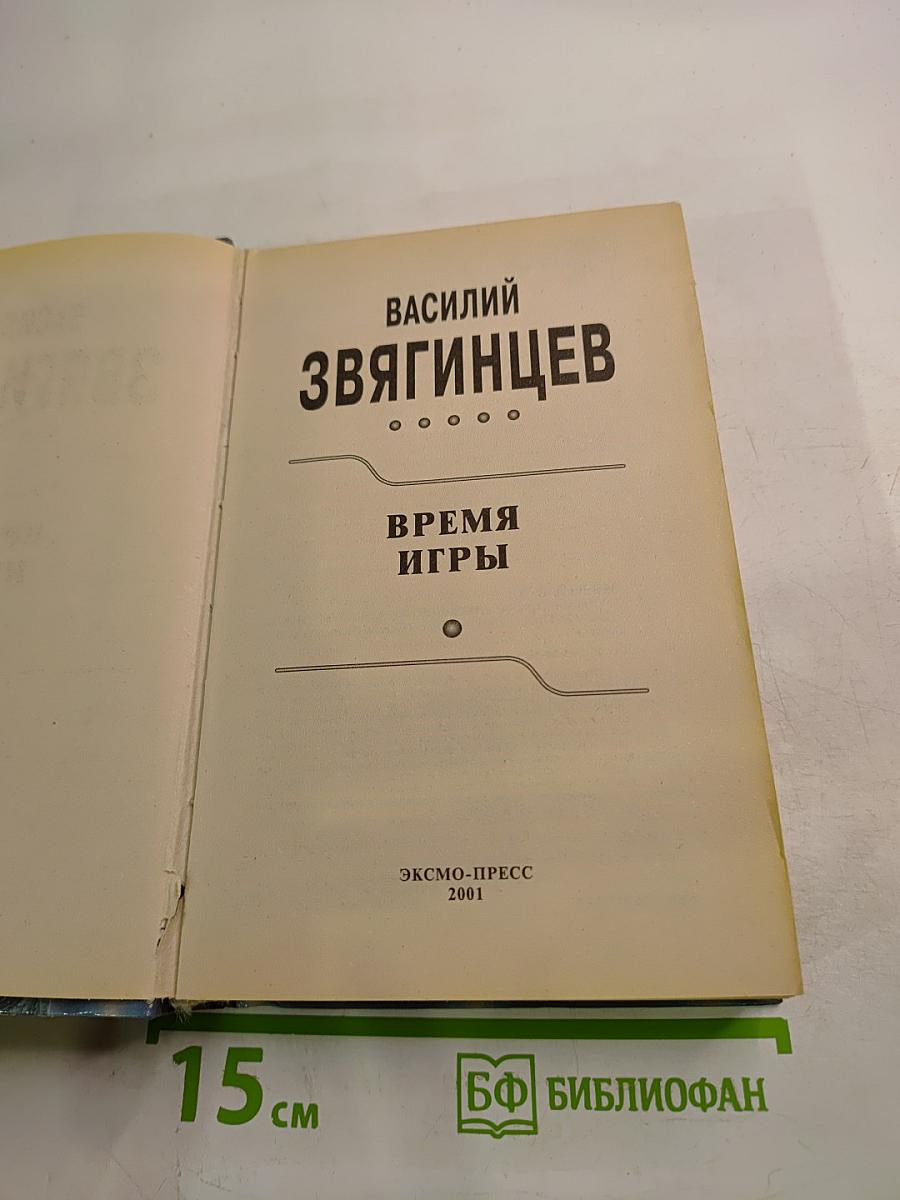 ВАСИЛИЙ
ЗВЯГИНЦЕВ
ВРЕМЯ
ИГРЫ
ЭКСМО-ПРЕСС
2001
15 см
БФ БИБЛИОФАН